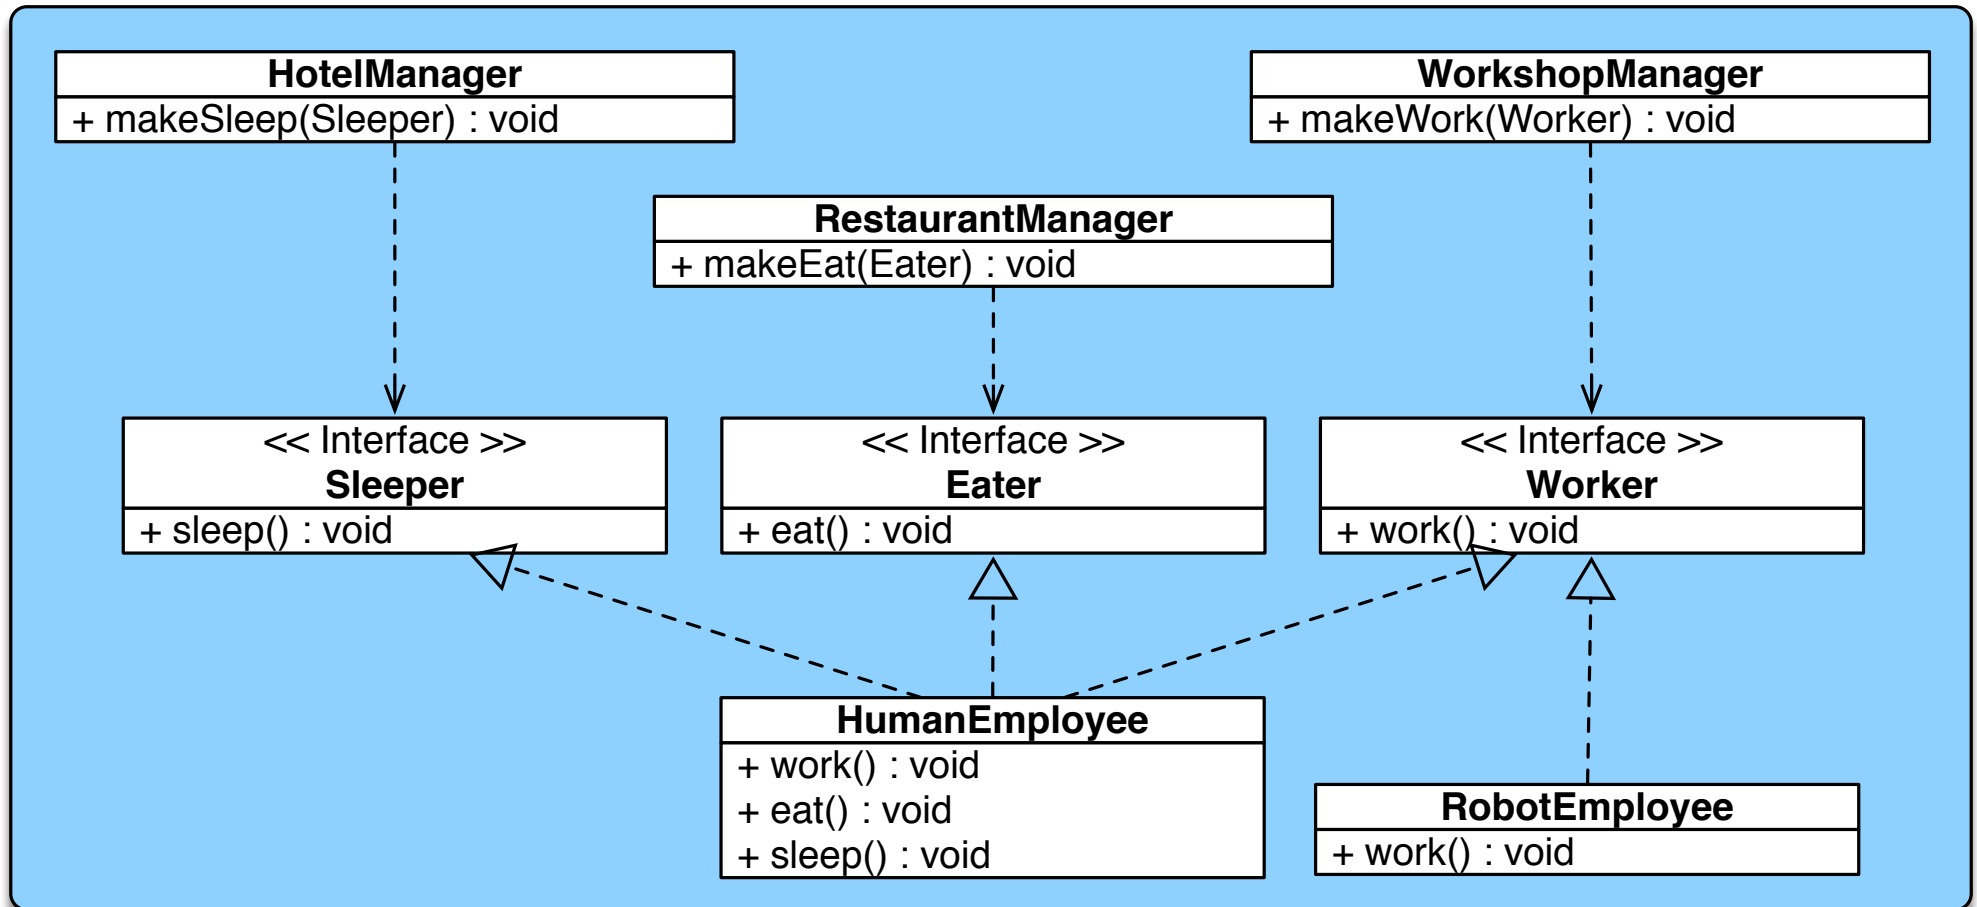 HotelManager
+ makeSleep(Sleeper) : void
WorkshopManager
+ makeWork(Worker) : void
RestaurantManager
+ makeEat(Eater) : void
<< Interface >>
Sleeper
+ sleep() : void
<< Interface >>
Eater
+ eat() : void
<< Interface >>
Worker
+ work() : void
HumanEmployee
+ work() : void
+ eat() : void
+ sleep() : void
RobotEmployee
+ work() : void